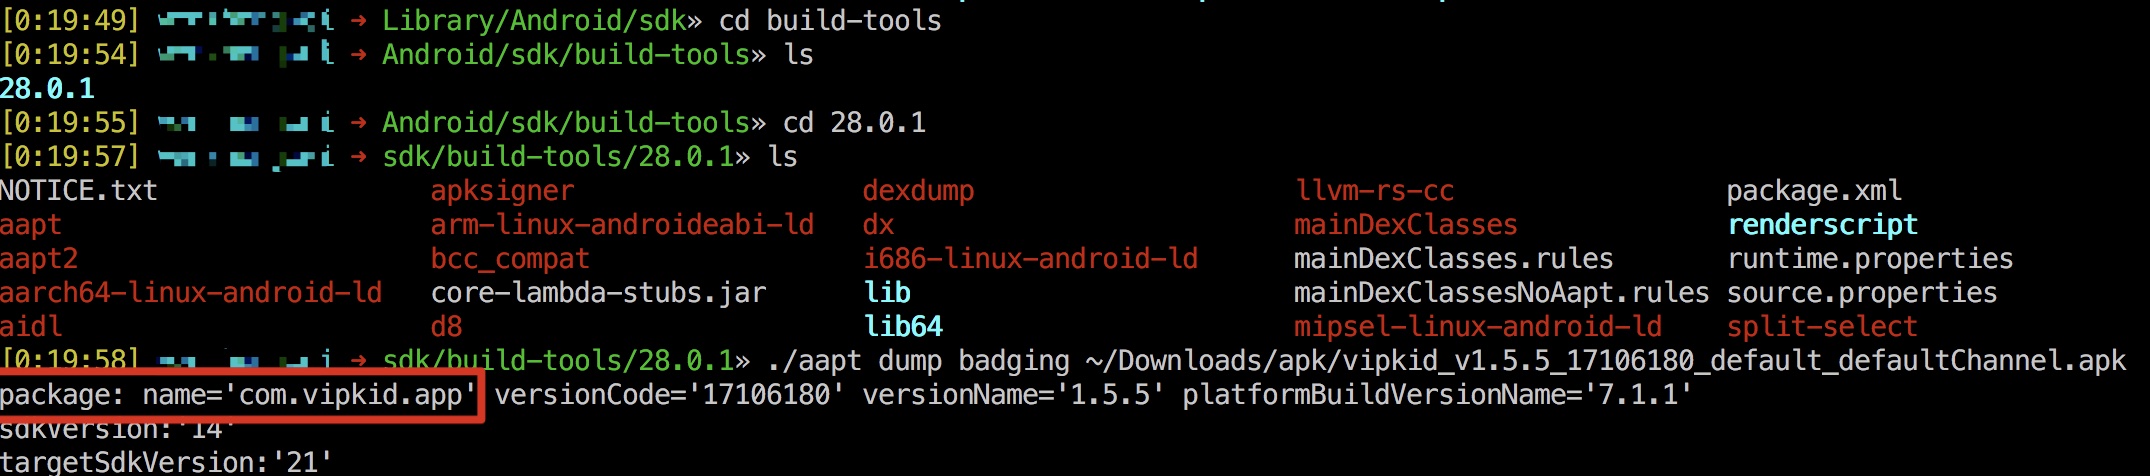 [0:19:49] i → Library/Android/sdk» cd build-tools
[0:19:54] i → Android/sdk/build-tools» ls
28.0.1
[0:19:55] i → Android/sdk/build-tools» cd 28.0.1
[0:19:57] i → sdk/build-tools/28.0.1» ls
NOTICE.txt apksigner dexdump llvm-rs-cc package.xml
aapt arm-linux-androideabi-ld dx mainDexClasses renderscript
aapt2 bcc_compat i686-linux-android-ld mainDexClasses.rules runtime.properties
aarch64-linux-android-ld core-lambda-stubs.jar lib mainDexClassesNoAapt.rules source.properties
aidl d8 lib64 mipsel-linux-android-ld split-select
[0:19:58] i → sdk/build-tools/28.0.1» ./aapt dump badging ~/Downloads/apk/vipkid_v1.5.5_17106180_default_defaultChannel.apk
package: name='com.vipkid.app' versionCode='17106180' versionName='1.5.5' platformBuildVersionName='7.1.1'
sdkVersion:'14'
targetSdkVersion:'21'